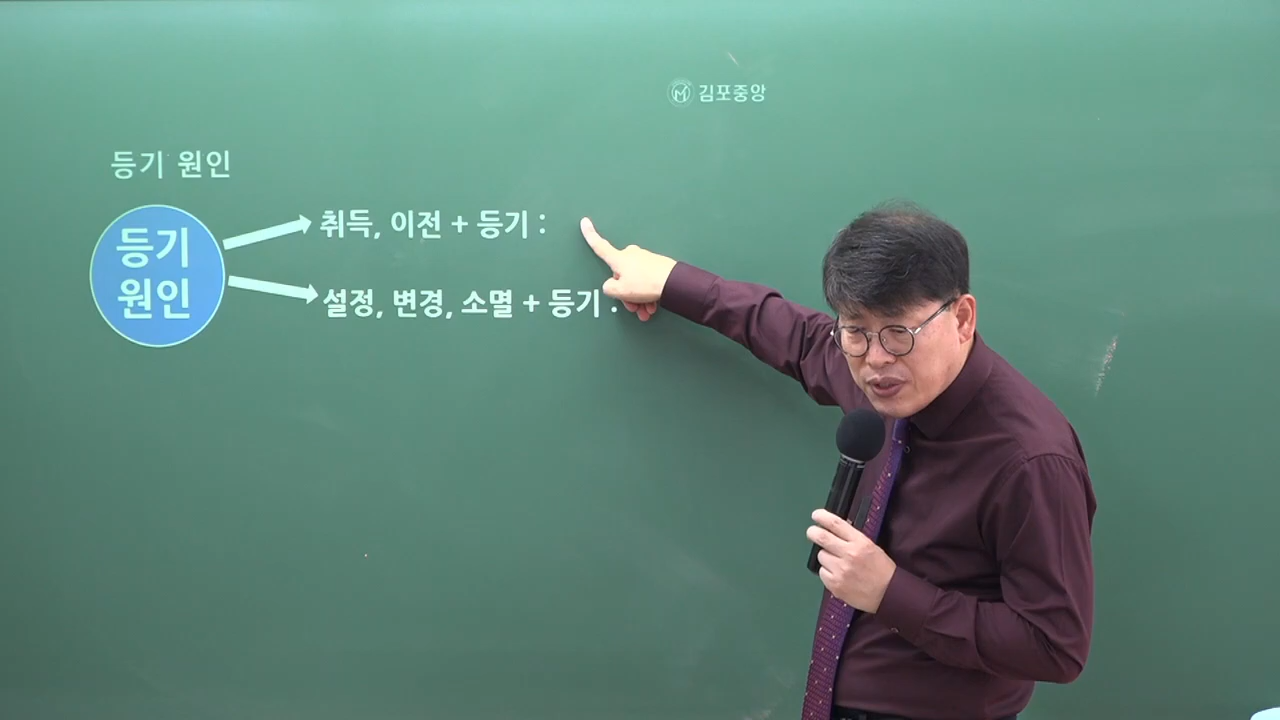 김포중앙
등기 원인
등기
원인
취득, 이전 + 등기 :
설정, 변경, 소멸 + 등기 :